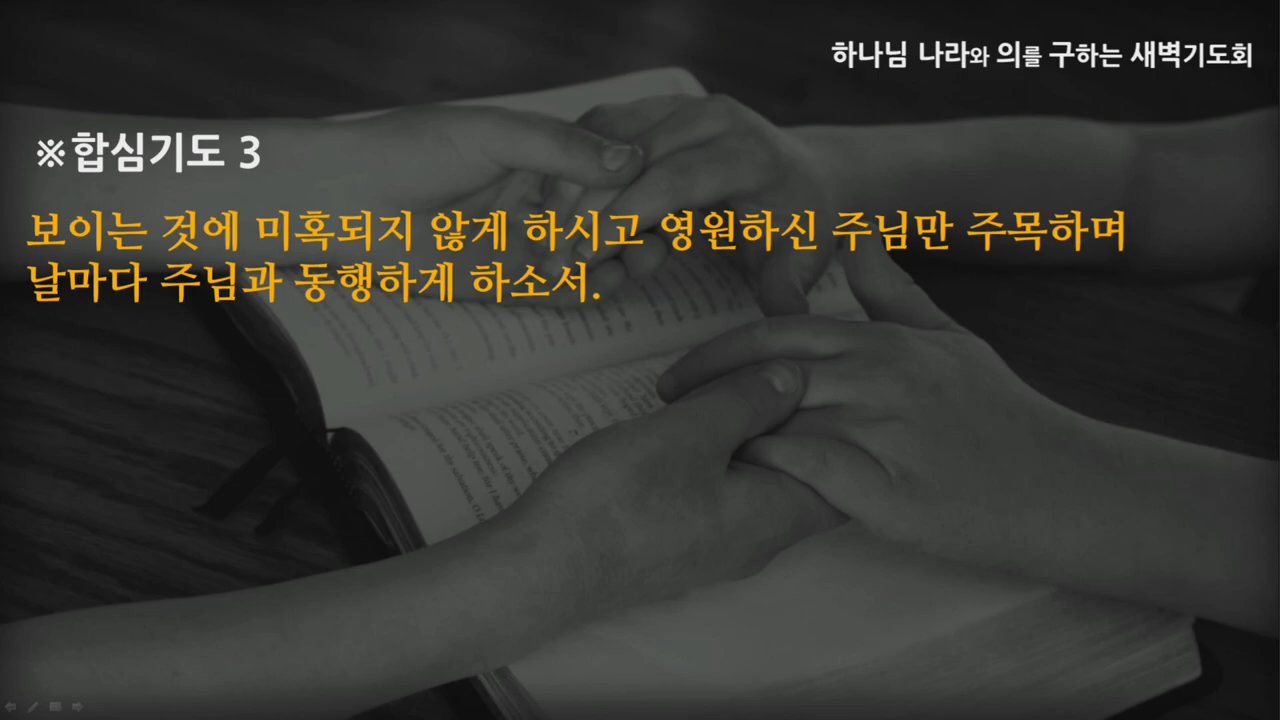 하나님 나라와 의를 구하는 새벽기도회
※합심기도 3
보이는 것에 미혹되지 않게 하시고 영원하신 주님만 주목하며
날마다 주님과 동행하게 하소서.